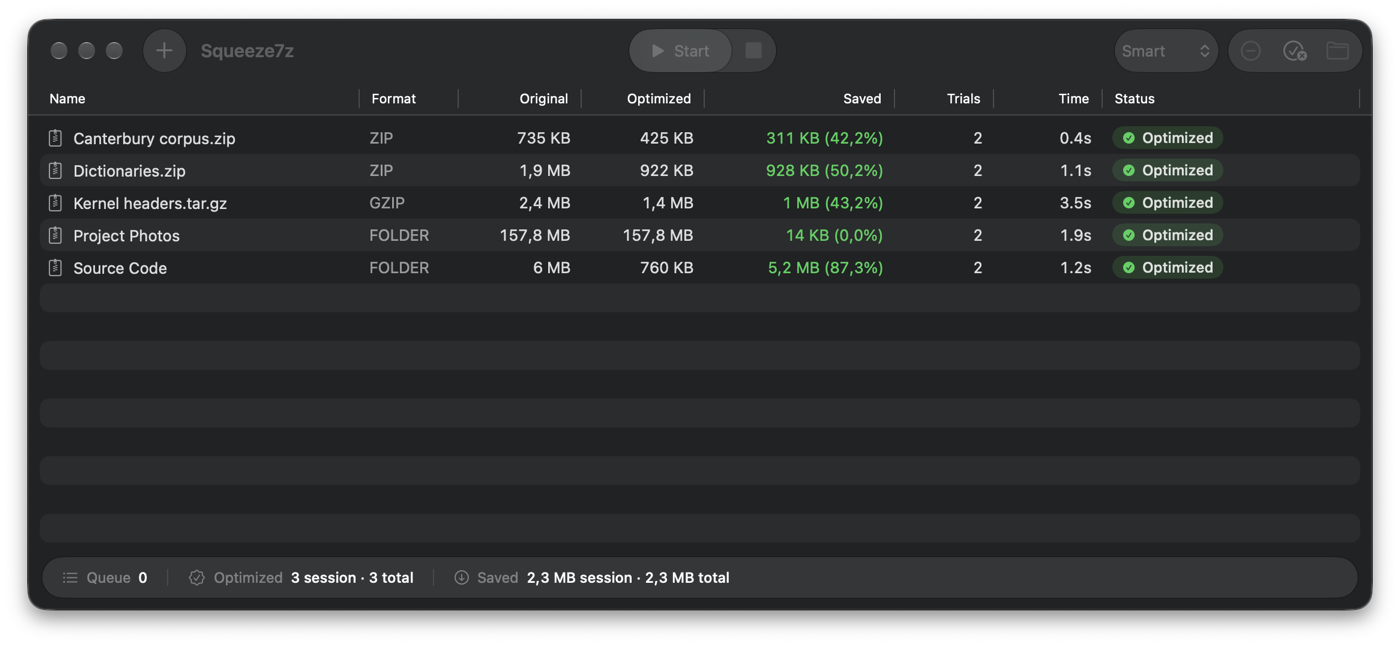 Squeeze7z Start Smart
Name Format Original Optimized Saved Trials Time Status
Canterbury corpus.zip ZIP 735 KB 425 KB 311 KB (42,2%) 2 0.4s Optimized
Dictionaries.zip ZIP 1,9 MB 922 KB 928 KB (50,2%) 2 1.1s Optimized
Kernel headers.tar.gz GZIP 2,4 MB 1,4 MB 1 MB (43,2%) 2 3.5s Optimized
Project Photos FOLDER 157,8 MB 157,8 MB 14 KB (0,0%) 2 1.9s Optimized
Source Code FOLDER 6 MB 760 KB 5,2 MB (87,3%) 2 1.2s Optimized
Queue 0 Optimized 3 session · 3 total Saved 2,3 MB session · 2,3 MB total